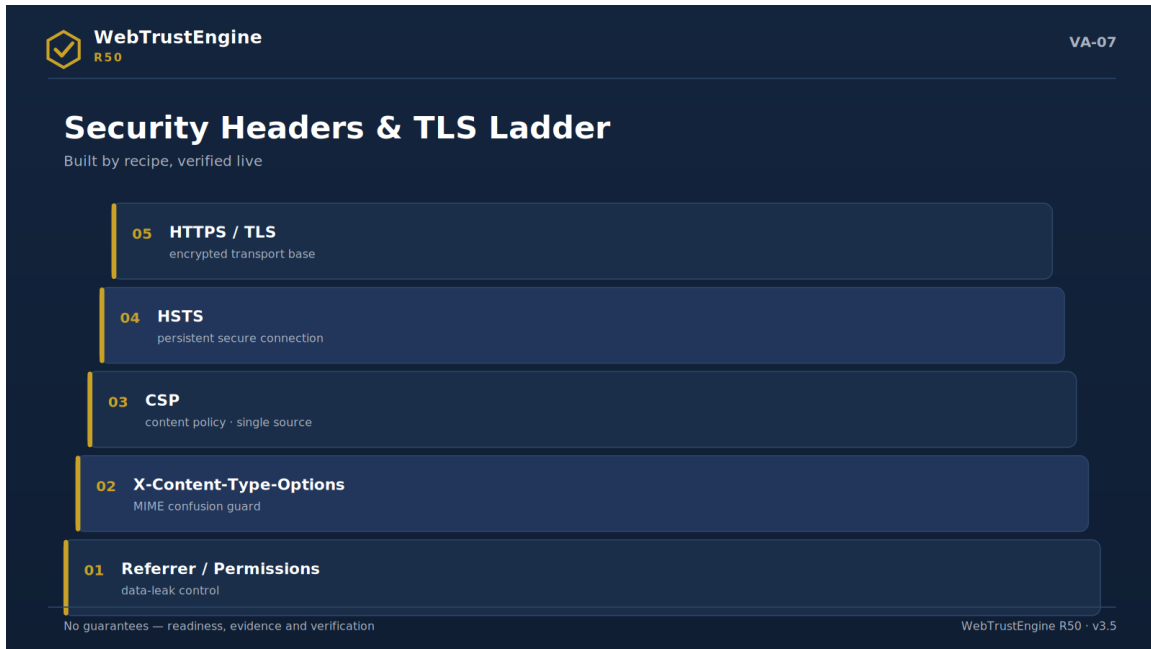 WebTrustEngine
R50
VA-07
Security Headers & TLS Ladder
Built by recipe, verified live
05 HTTPS / TLS
encrypted transport base
04 HSTS
persistent secure connection
03 CSP
content policy · single source
02 X-Content-Type-Options
MIME confusion guard
01 Referrer / Permissions
data-leak control
No guarantees — readiness, evidence and verification
WebTrustEngine R50 · v3.5